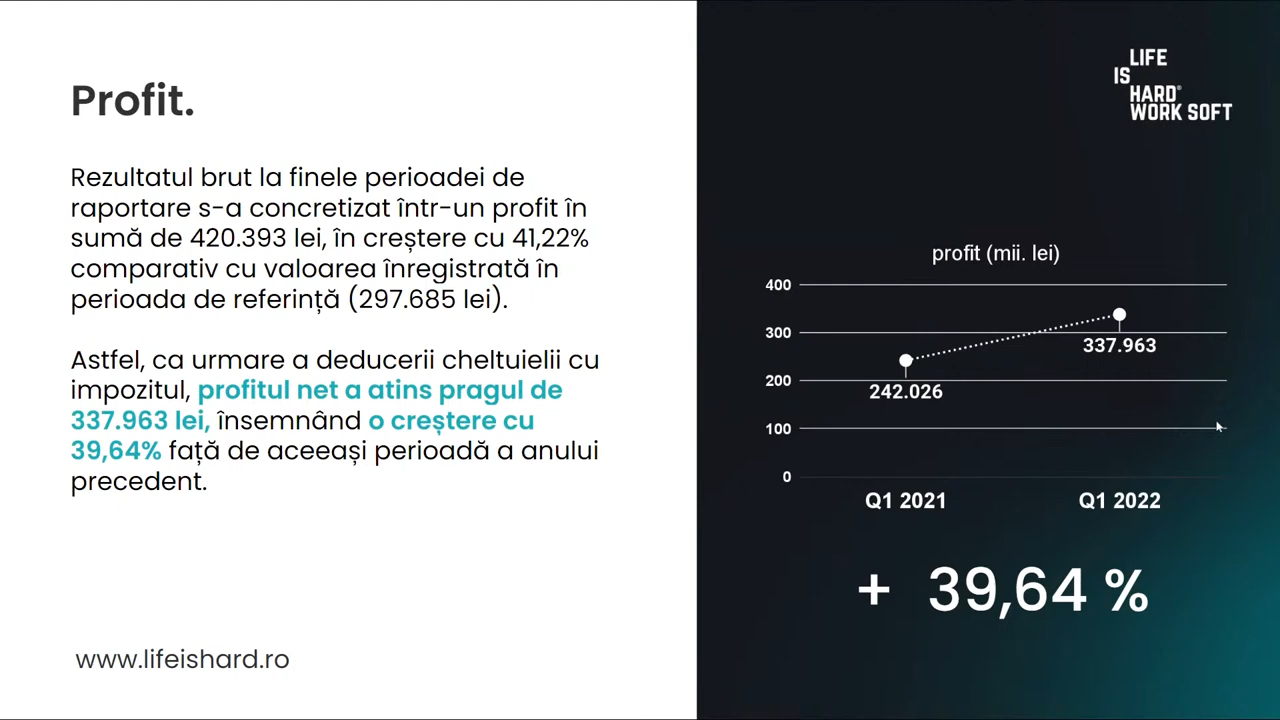 Profit.
Rezultatul brut la finele perioadei de
raportare s-a concretizat într-un profit în
sumă de 420.393 lei, în creștere cu 41,22%
comparativ cu valoarea înregistrată în
perioada de referință (297.685 lei).
Astfel, ca urmare a deducerii cheltuielii cu
impozitul, profitul net a atins pragul de
337.963 lei, însemnând o creștere cu
39,64% față de aceeași perioadă a anului
precedent.
www.lifeishard.ro
LIFE
IS
HARD®
WORK SOFT
profit (mii. lei)
400
300
200
100
0
242.026
337.963
Q1 2021
Q1 2022
+ 39,64 %